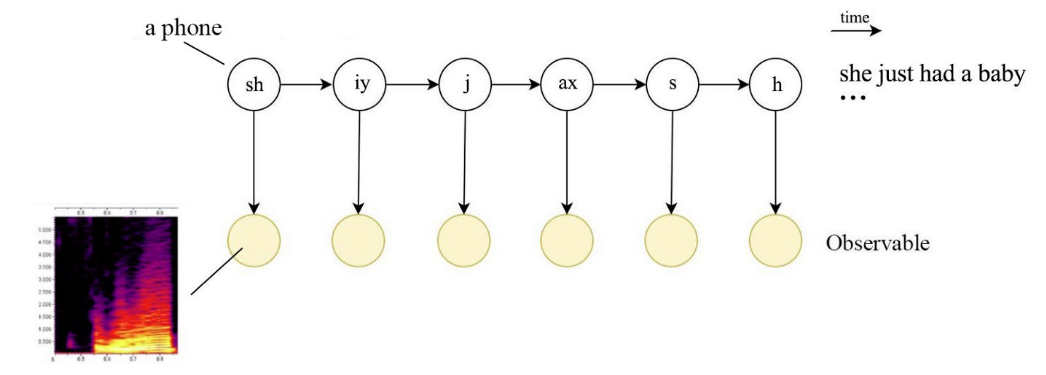 a phone
time
sh
iy
j
ax
s
h
she just had a baby
...
Observable